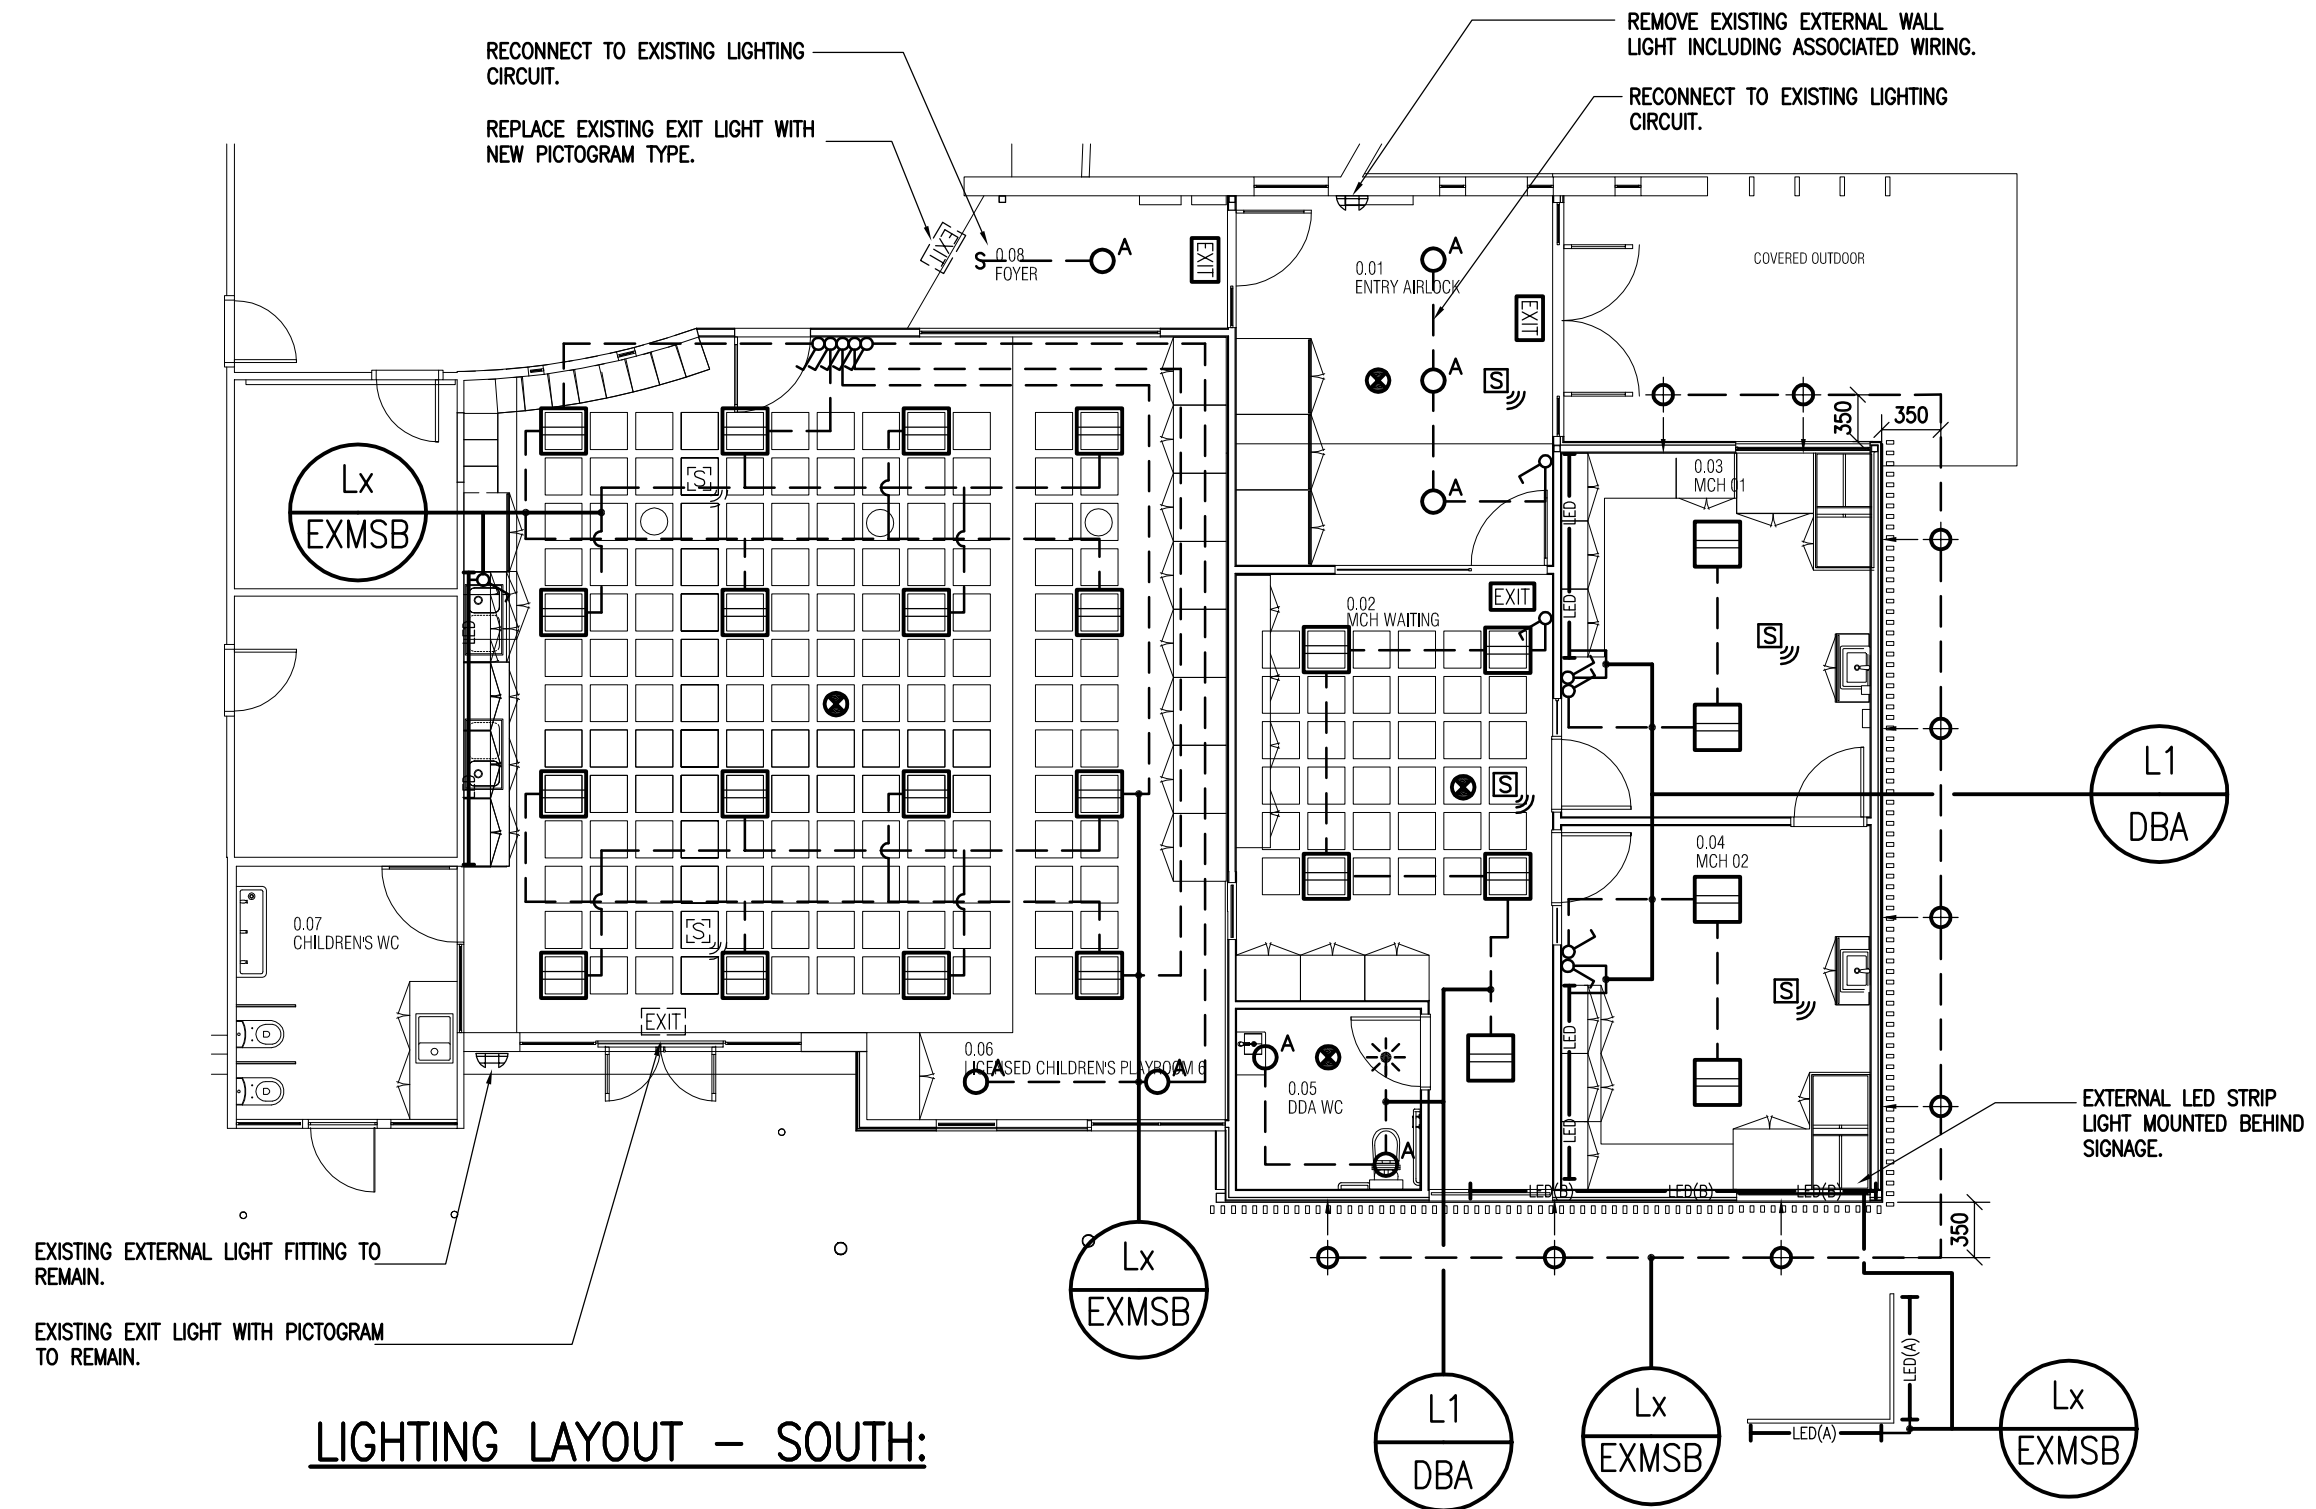 REMOVE EXISTING EXTERNAL WALL
LIGHT INCLUDING ASSOCIATED WIRING.
RECONNECT TO EXISTING LIGHTING
CIRCUIT.
RECONNECT TO EXISTING LIGHTING
CIRCUIT.
REPLACE EXISTING EXIT LIGHT WITH
NEW PICTOGRAM TYPE.
EXIT
S
0.08
FOYER
A
EXIT
0.01
ENTRY AIRLOCK
A
EXIT
COVERED OUTDOOR
A
S
350
350
A
Lx
EXMSB
S
0.03
MCH 01
LED
LED
0.02
MCH WAITING
EXIT
S
LED
LED
S
L1
DBA
0.04
MCH 02
0.07
CHILDREN'S WC
S
S
EXIT
0.06
LICENSED CHILDREN'S PLAYROOM 6
A
A
A
0.05
DDA WC
A
LED
LED
EXTERNAL LED STRIP
LIGHT MOUNTED BEHIND
SIGNAGE.
LED(B)
LED(B)
LED(B)
350
EXISTING EXTERNAL LIGHT FITTING TO
REMAIN.
EXISTING EXIT LIGHT WITH PICTOGRAM
TO REMAIN.
Lx
EXMSB
L1
DBA
Lx
EXMSB
LED(A)
LED(A)
Lx
EXMSB
LIGHTING LAYOUT – SOUTH: